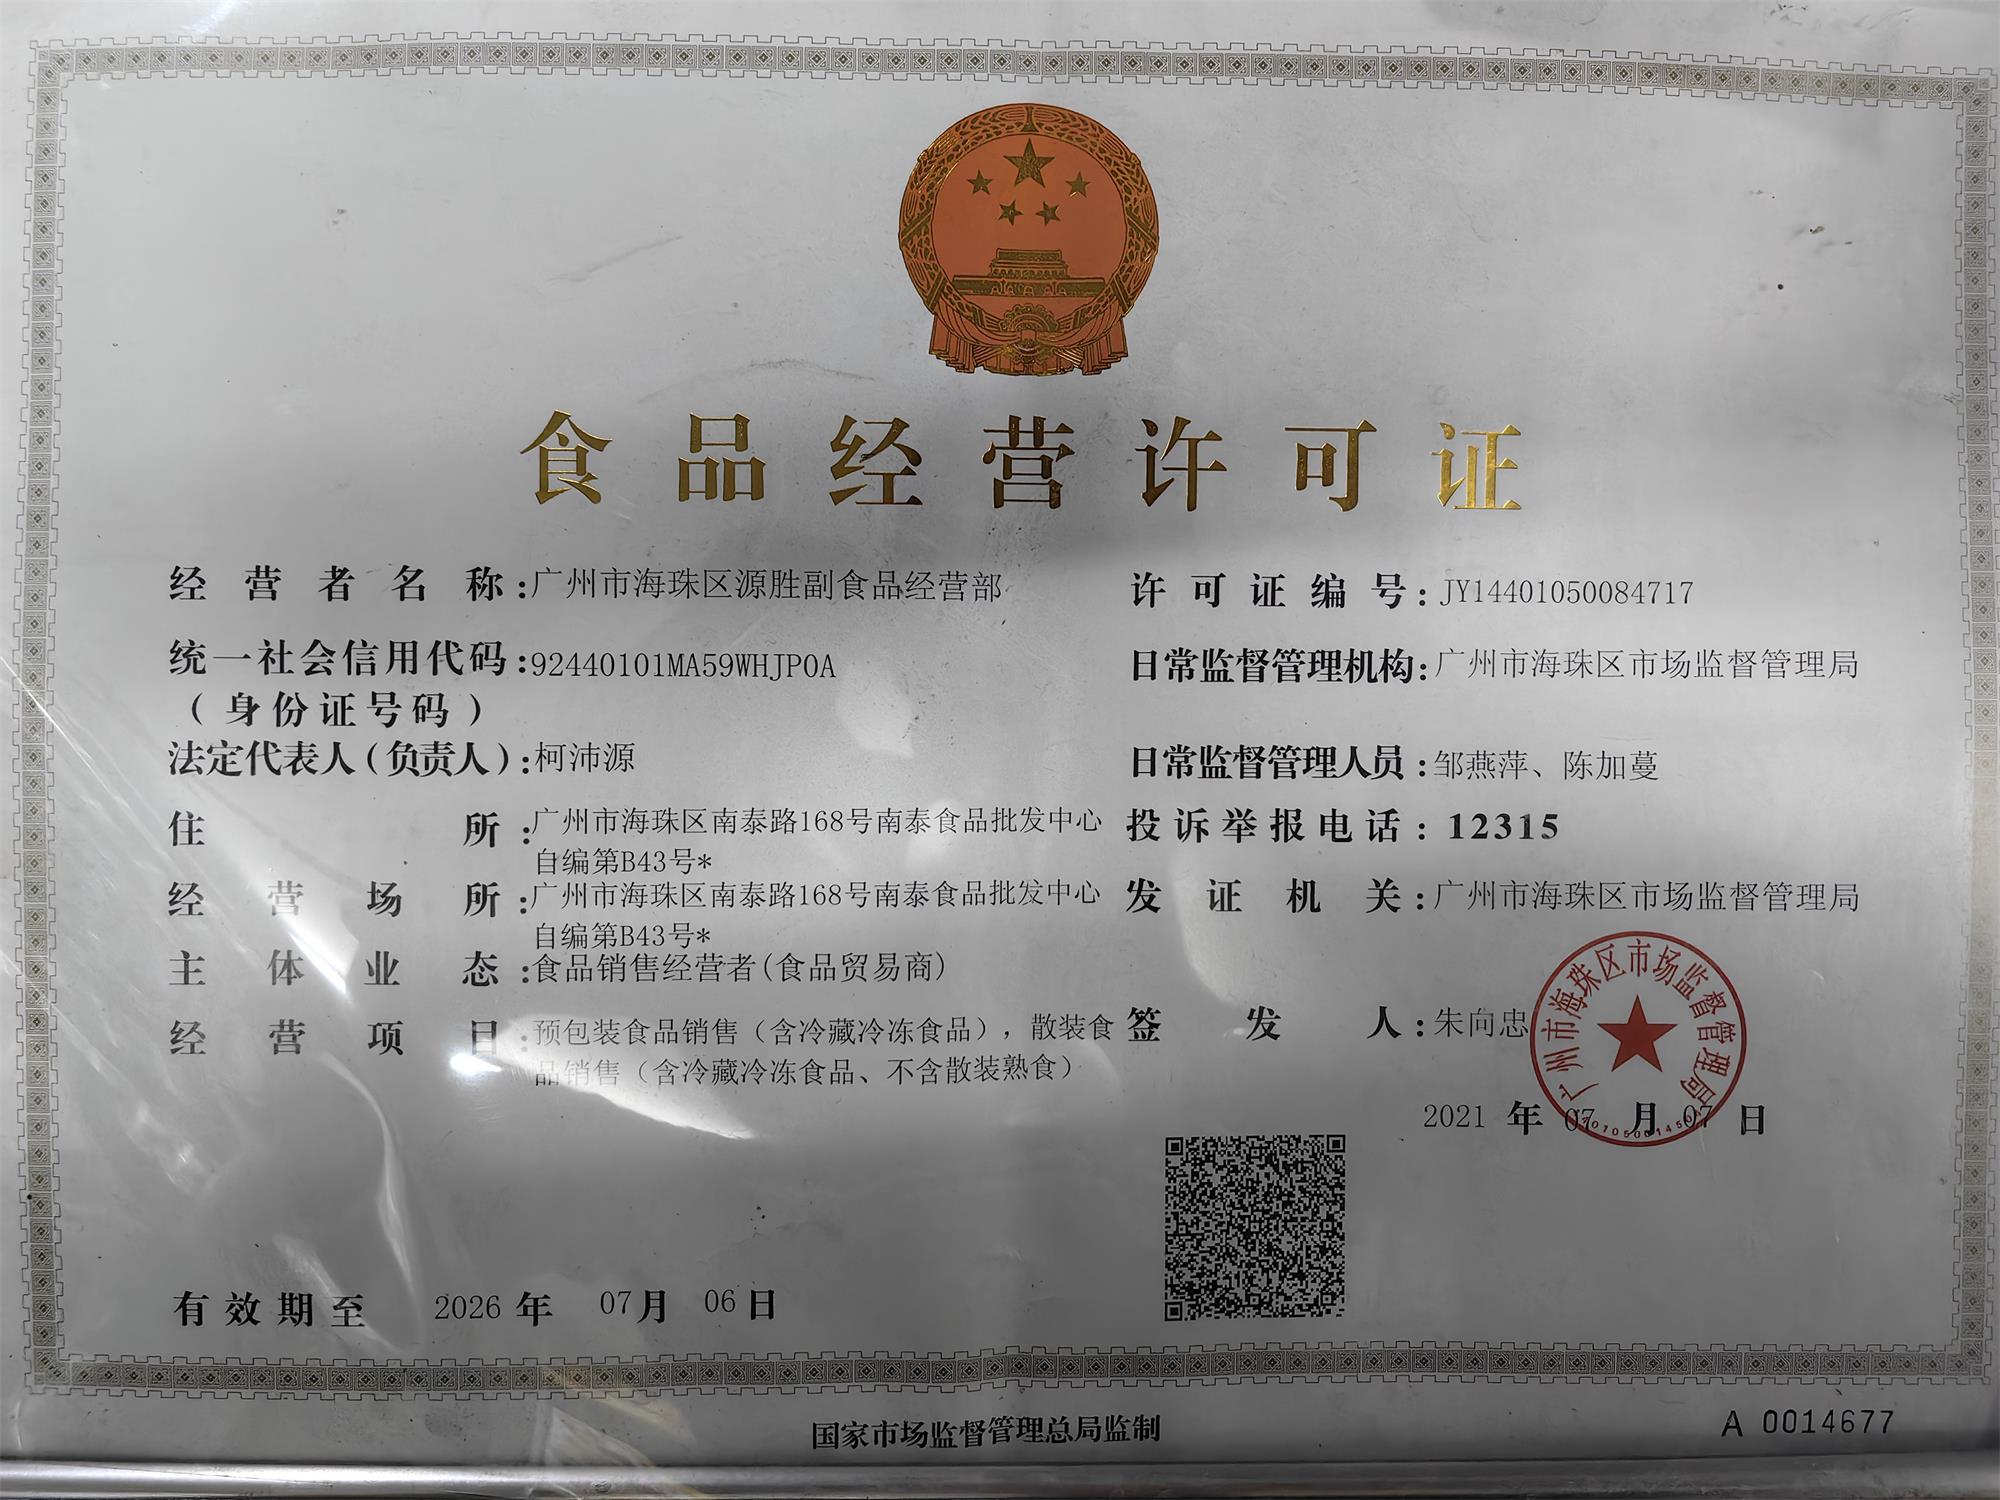 食品经营许可证
经营者名称:广州市海珠区源胜副食品经营部
统一社会信用代码:92440101MA59WHJP0A
(身份证号码)
法定代表人(负责人):柯沛源
住所:广州市海珠区南泰路168号南泰食品批发中心
自编第B43号*
经营场所:广州市海珠区南泰路168号南泰食品批发中心
自编第B43号*
主体业态:食品销售经营者(食品贸易商)
经营项目:预包装食品销售（含冷藏冷冻食品），散装食
品销售（含冷藏冷冻食品、不含散装熟食）
有效期至 2026年 07月 06日
许可证编号:JY14401050084717
日常监督管理机构:广州市海珠区市场监督管理局
日常监督管理人员:邹燕萍、陈加蔓
投诉举报电话:12315
发证机关:广州市海珠区市场监督管理局
签发人:朱向忠
广州市海珠区市场监督管理局
2021 年 07 月 07 日
国家市场监督管理总局监制
A 0014677